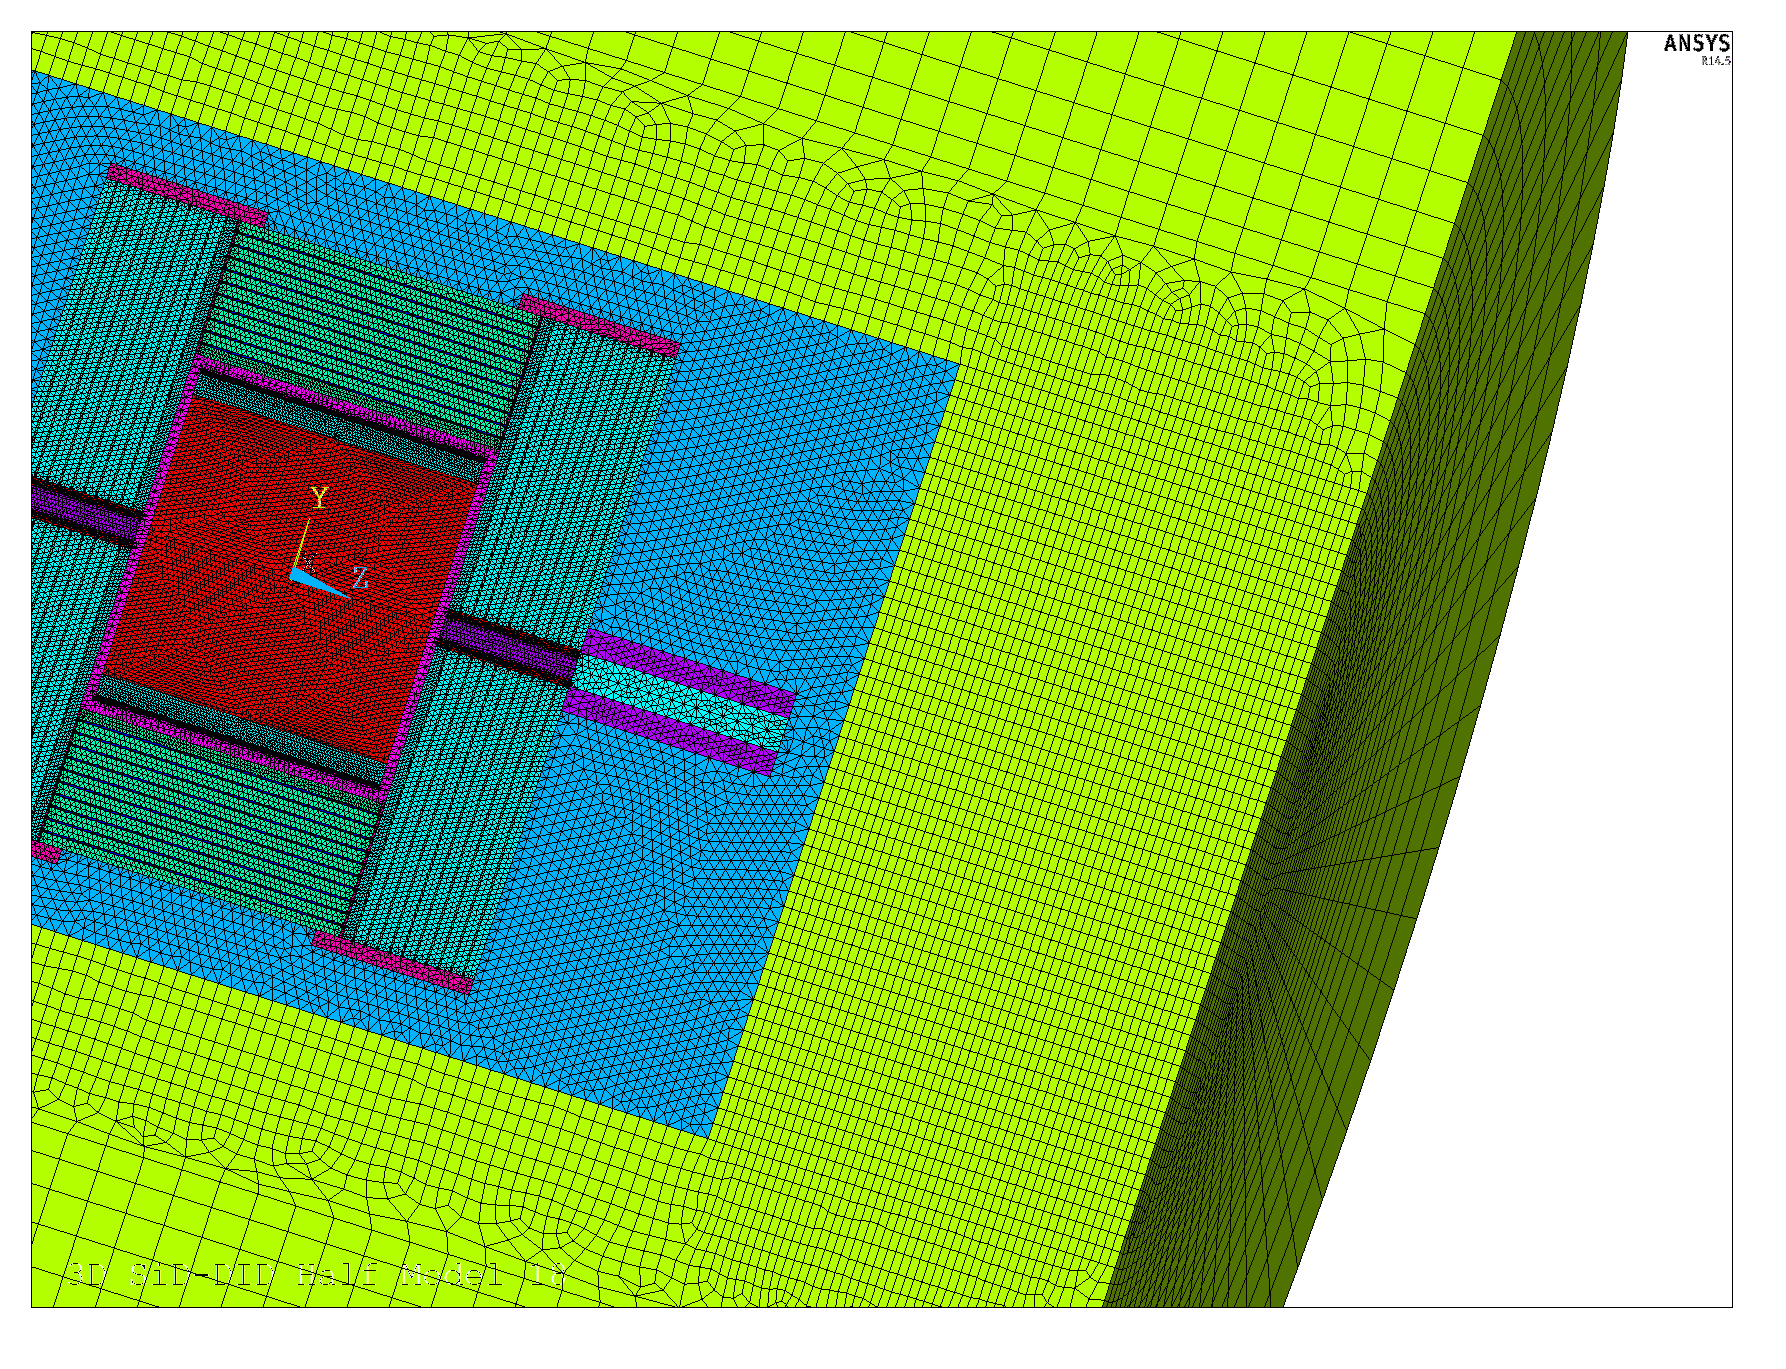 ANSYS
R14.5
Y
Z
3D SiD-DID Half Model 18